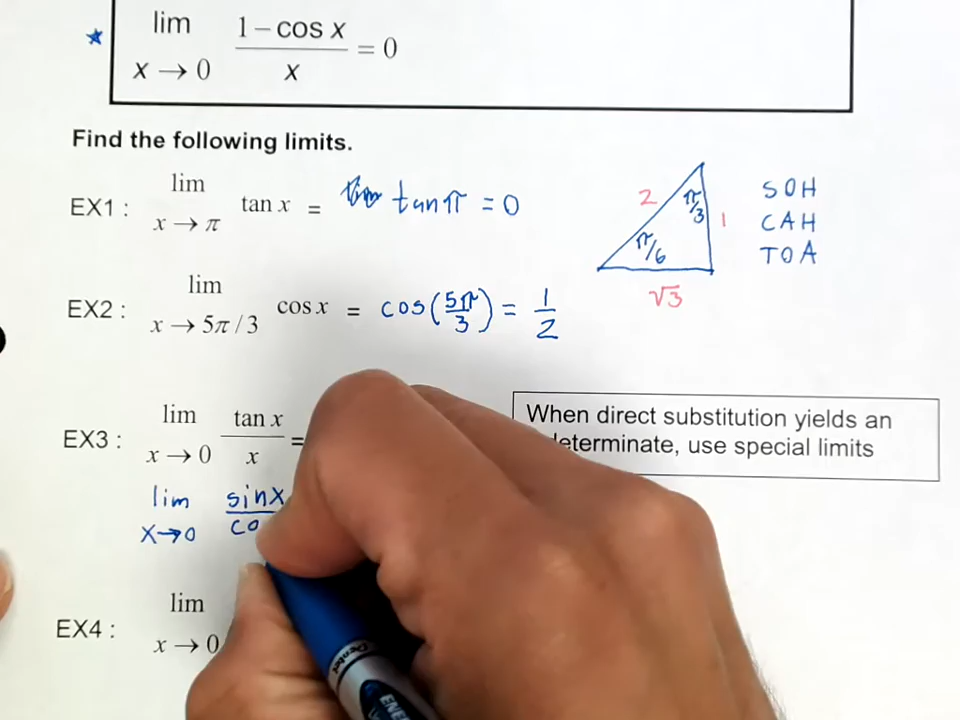 lim 1 − cos x
x → 0 x = 0
Find the following limits.
EX1 : lim x → π tan x = tan π = 0
2 π/3 1 π/6 √3
SOH
CAH
TOA
EX2 : lim x → 5π / 3 cos x = cos(5π/3) = 1/2
When direct substitution yields an
use special limits
EX3 : lim x → 0 tan x / x =
lim x→0 sinx
EX4 : lim
x → 0